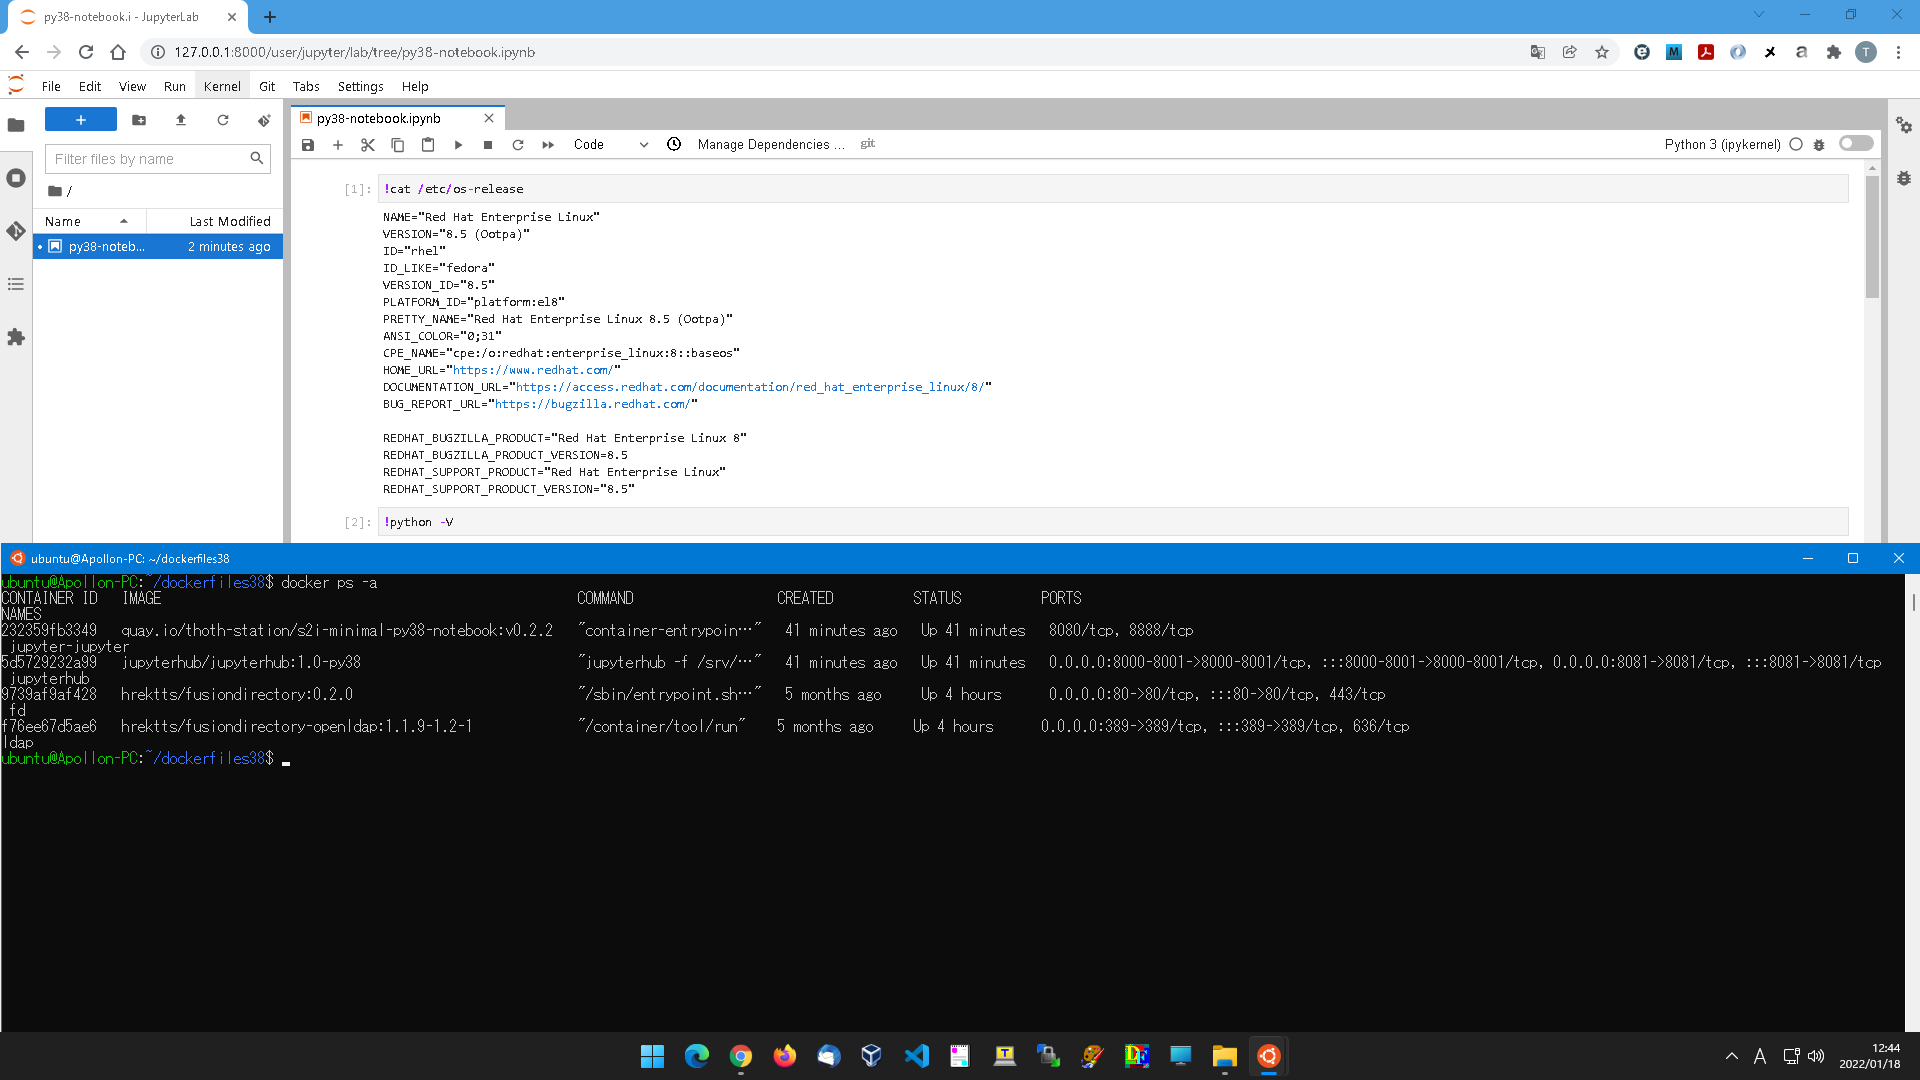 py38-notebook.i - JupyterLab
127.0.0.1:8000/user/jupyter/lab/tree/py38-notebook.ipynb
File Edit View Run Kernel Git Tabs Settings Help
py38-notebook.ipynb
Filter files by name
/
Name Last Modified
py38-noteb... 2 minutes ago
Code Manage Dependencies ... git Python 3 (ipykernel)
[1]: !cat /etc/os-release
NAME="Red Hat Enterprise Linux"
VERSION="8.5 (Ootpa)"
ID="rhel"
ID_LIKE="fedora"
VERSION_ID="8.5"
PLATFORM_ID="platform:el8"
PRETTY_NAME="Red Hat Enterprise Linux 8.5 (Ootpa)"
ANSI_COLOR="0;31"
CPE_NAME="cpe:/o:redhat:enterprise_linux:8::baseos"
HOME_URL="https://www.redhat.com/"
DOCUMENTATION_URL="https://access.redhat.com/documentation/red_hat_enterprise_linux/8/"
BUG_REPORT_URL="https://bugzilla.redhat.com/"
REDHAT_BUGZILLA_PRODUCT="Red Hat Enterprise Linux 8"
REDHAT_BUGZILLA_PRODUCT_VERSION=8.5
REDHAT_SUPPORT_PRODUCT="Red Hat Enterprise Linux"
REDHAT_SUPPORT_PRODUCT_VERSION="8.5"
[2]: !python -V
ubuntu@Apollon-PC: ~/dockerfiles38
ubuntu@Apollon-PC:~/dockerfiles38$ docker ps -a
CONTAINER ID IMAGE COMMAND CREATED STATUS PORTS
NAMES
232359fb3349 quay.io/thoth-station/s2i-minimal-py38-notebook:v0.2.2 "container-entrypoin…" 41 minutes ago Up 41 minutes 8080/tcp, 8888/tcp
jupyter-jupyter
5d5729232a99 jupyterhub/jupyterhub:1.0-py38 "jupyterhub -f /srv/…" 41 minutes ago Up 41 minutes 0.0.0.0:8000-8001->8000-8001/tcp, :::8000-8001->8000-8001/tcp, 0.0.0.0:8081->8081/tcp, :::8081->8081/tcp
jupyterhub
9739af9af428 hrektts/fusiondirectory:0.2.0 "/sbin/entrypoint.sh…" 5 months ago Up 4 hours 0.0.0.0:80->80/tcp, :::80->80/tcp, 443/tcp
fd
f76ee67d5ae6 hrektts/fusiondirectory-openldap:1.1.9-1.2-1 "/container/tool/run" 5 months ago Up 4 hours 0.0.0.0:389->389/tcp, :::389->389/tcp, 636/tcp
ldap
ubuntu@Apollon-PC:~/dockerfiles38$
A 12:44
2022/01/18